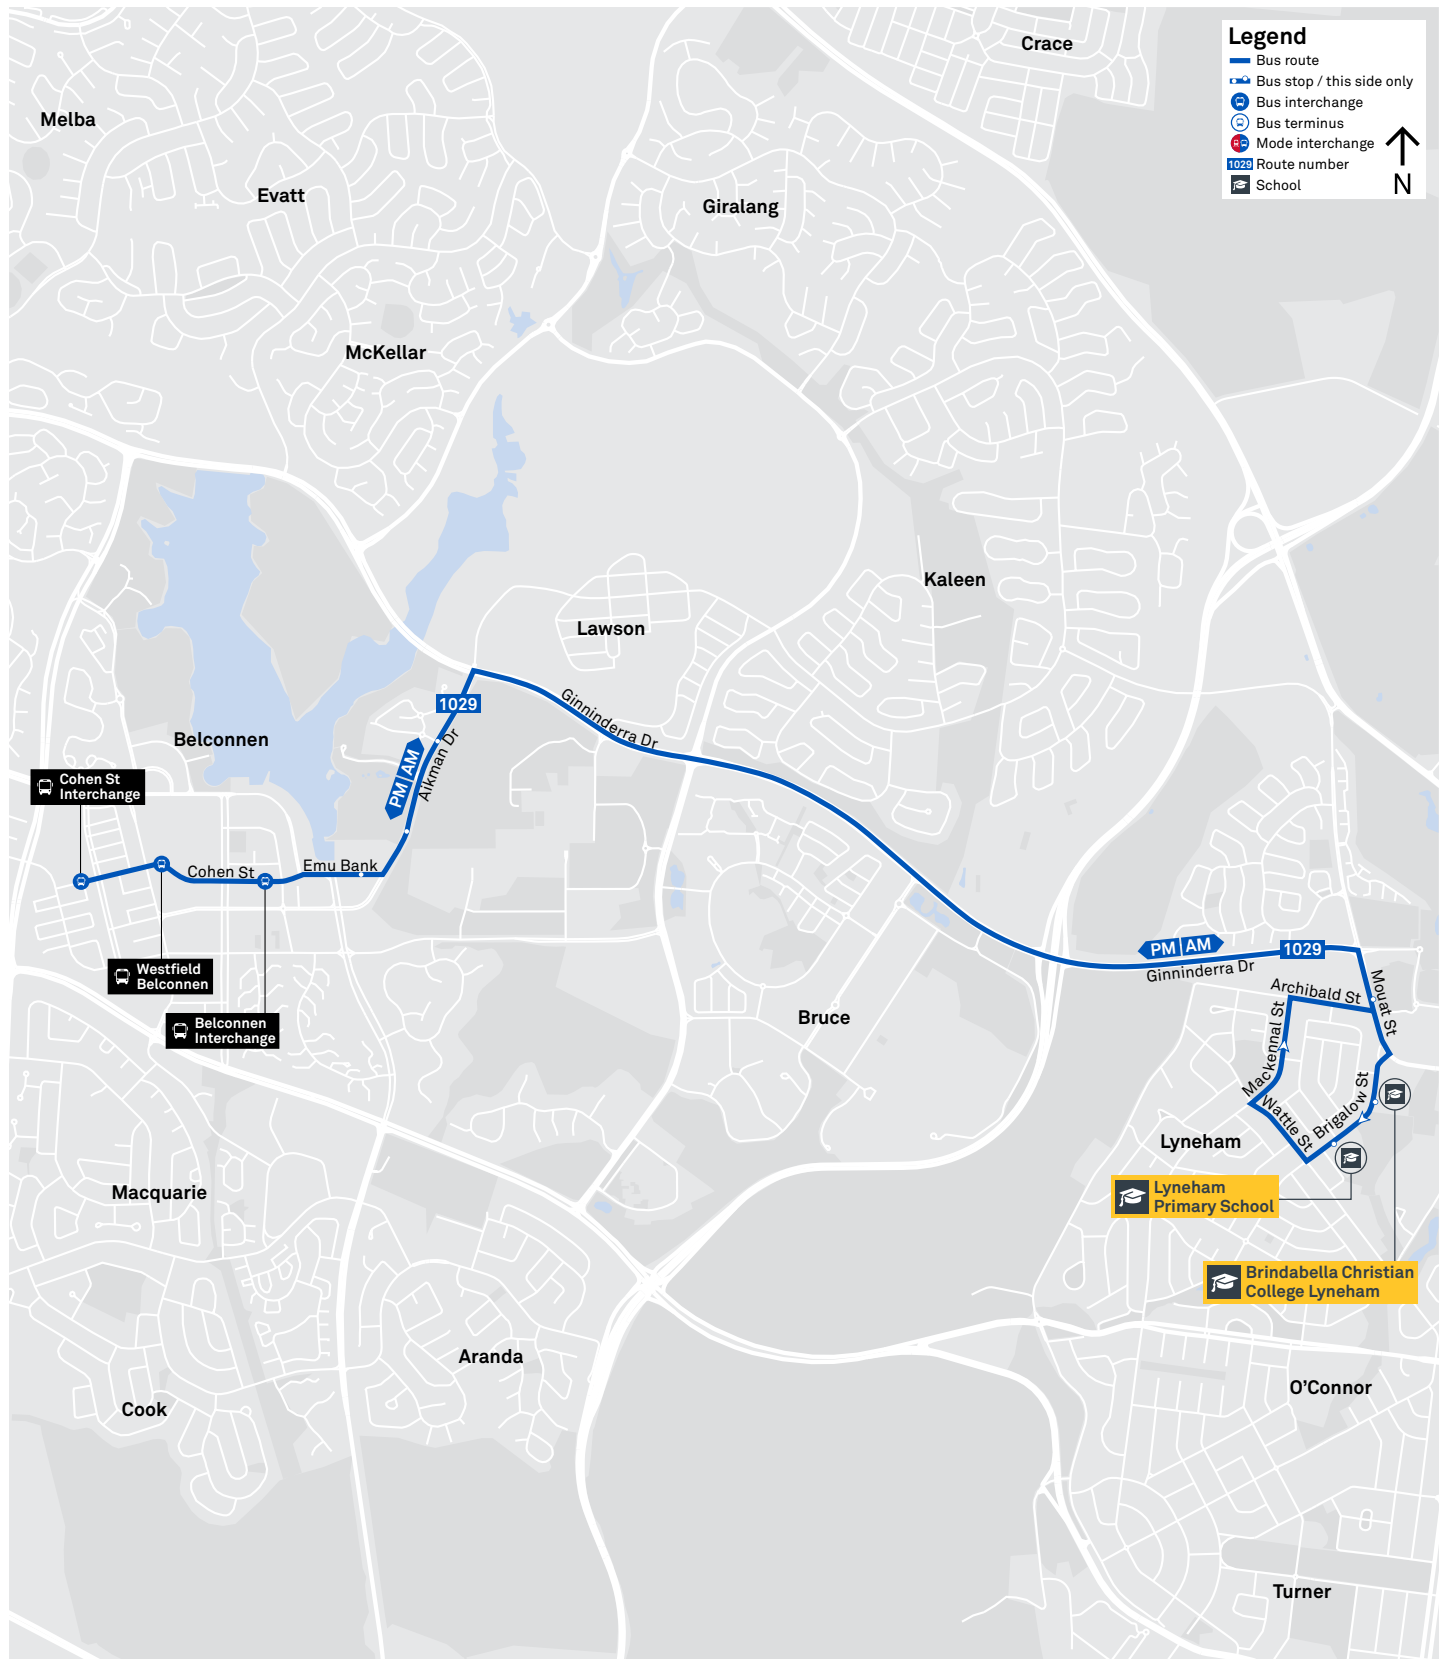 Crace
Legend
Bus route
Bus stop / this side only
Bus interchange
Bus terminus
Mode interchange
1029 Route number
School
N
Melba
Evatt
Giralang
McKellar
Kaleen
Lawson
1029
Ginninderra Dr
Belconnen
PM AM
Aikman Dr
Cohen St
Interchange
Cohen St
Emu Bank
Westfield
Belconnen
Belconnen
Interchange
PM AM
1029
Ginninderra Dr
Archibald St
Mouat St
Bruce
Mackennal St
Wattle St
Brigalow St
Lyneham
Macquarie
Lyneham
Primary School
Brindabella Christian
College Lyneham
Aranda
O’Connor
Cook
Turner